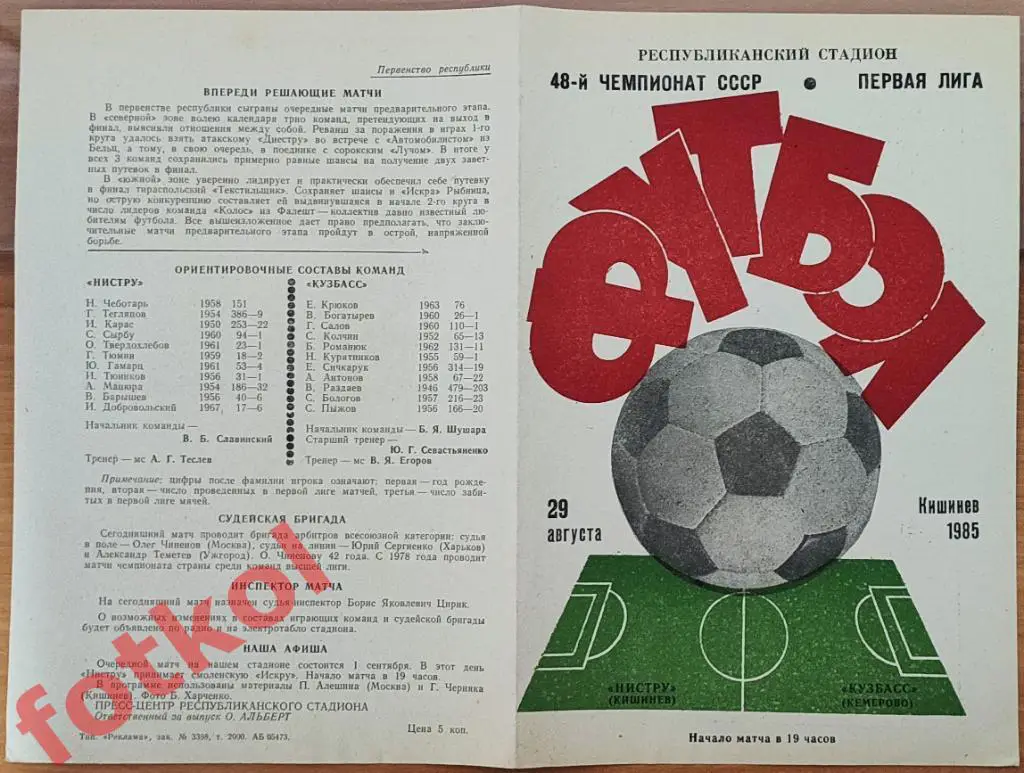 Первенство республики
ВПЕРЕДИ РЕШАЮЩИЕ МАТЧИ
В первенстве республики сыграны очередные матчи предварительного этапа.
В «северной» зоне волею календаря трио команд, претендующих на выход в
финал, выясняли отношения между собой. Реванш за поражения в играх 1-го
круга удалось взять атакскому «Днестру» во встрече с «Автомобилистом» из
Бельц, а тому, в свою очередь, в поединке с сорокским «Лучом». В итоге у
всех 3 команд сохранились примерно равные шансы на получение двух завет-
ных путевок в финал.
В «южной» зоне уверенно лидирует и практически обеспечил себе путевку
в финал тираспольский «Текстильщик». Сохраняет шансы и «Искра» Рыбница,
но острую конкуренцию составляет ей выдвинувшаяся в начале 2-го круга в
число лидеров команда «Колос» из Фалешт — коллектив давно известный лю-
бителям футбола. Все вышеизложенное дает право предполагать, что заклю-
чительные матчи предварительного этапа пройдут в острой, напряженной
борьбе.
ОРИЕНТИРОВОЧНЫЕ СОСТАВЫ КОМАНД
«НИСТРУ»
Н. Чеботарь 1958 151
Г. Тегляпов 1954 386—9
И. Карас 1950 253—22
С. Сырбу 1960 94—1
О. Твердохлебов 1961 23—1
Г. Тюмин 1959 18—2
Ю. Гамарц 1961 53—4
И. Тюников 1956 31—1
А. Мацюра 1954 186—32
В. Барышев 1956 40—6
И. Добровольский 1967 17—6
Начальник команды —
В. Б. Славинский
Тренер — мс А. Г. Теслев
«КУЗБАСС»
Е. Крюков 1963 76
В. Богатырев 1960 26—1
Г. Салов 1960 110—1
С. Колчин 1952 65—13
Б. Романюк 1962 131—11
Н. Курятников 1955 59—1
Е. Сичкарук 1956 314—19
А. Антонов 1958 67—22
В. Раздаев 1946 479—203
С. Бологов 1957 216—23
С. Пыжов 1956 166—20
Начальник команды — Б. Я. Шушара
Старший тренер —
Ю. Г. Севастьяненко
Тренер — мс В. Я. Егоров
Примечание: цифры после фамилии игрока означают: первая — год рожде-
ния, вторая — число проведенных в первой лиге матчей, третья — число заби-
тых в первой лиге мячей.
СУДЕЙСКАЯ БРИГАДА
Сегодняшний матч проводит бригада арбитров всесоюзной категории: судья
в поле — Олег Чиненов (Москва), судьи на линии — Юрий Сергиенко (Харьков)
и Александр Теметев (Ужгород). О. Чиненову 42 года. С 1978 года проводит
матчи чемпионата страны среди команд высшей лиги.
ИНСПЕКТОР МАТЧА
На сегодняшний матч назначен судья-инспектор Борис Яковлевич Цирик.
О возможных изменениях в составах играющих команд и судейской бригады
будет объявлено по радио и на электротабло стадиона.
НАША АФИША
Очередной матч на нашем стадионе состоится 1 сентября. В этот день
«Нистру» принимает смоленскую «Искру». Начало матча в 19 часов.
В программе использованы материалы П. Алешина (Москва) и Г. Черняка
(Кишинев). Фото Б. Харченко.
ПРЕСС-ЦЕНТР РЕСПУБЛИКАНСКОГО СТАДИОНА
Ответственный за выпуск О. АЛЬБЕРТ
Цена 5 коп.
Тип. «Реклама», зак. № 3398, т. 2000. АБ 05473.
РЕСПУБЛИКАНСКИЙ СТАДИОН
48-й ЧЕМПИОНАТ СССР • ПЕРВАЯ ЛИГА
ФУТБОЛ
29
августа
Кишинев
1985
«НИСТРУ»
(КИШИНЕВ)
«КУЗБАСС»
(КЕМЕРОВО)
Начало матча в 19 часов
fotkol